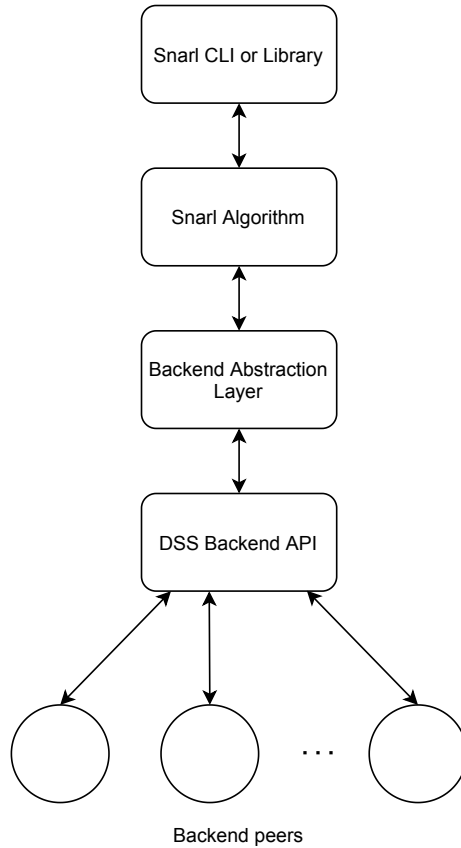 Snarl CLI or Library
Snarl Algorithm
Backend Abstraction
Layer
DSS Backend API
. . .
Backend peers